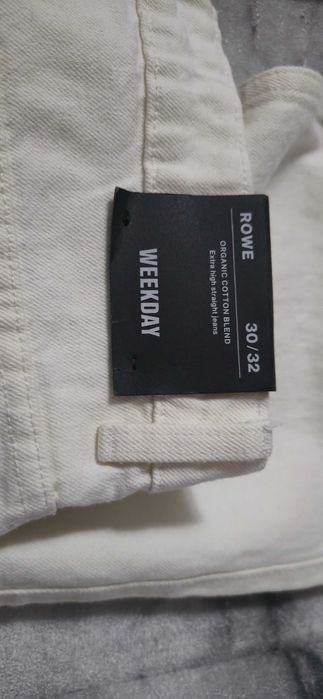 ROWE 30/32
ORGANIC COTTON BLEND
Extra high straight jeans
WEEKDAY